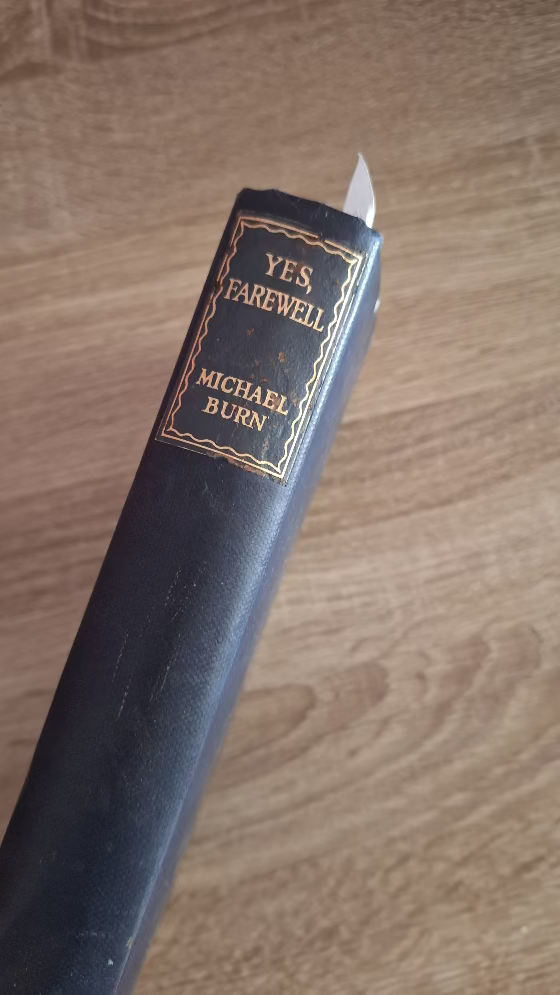 YES,
FAREWELL
MICHAEL
BURN